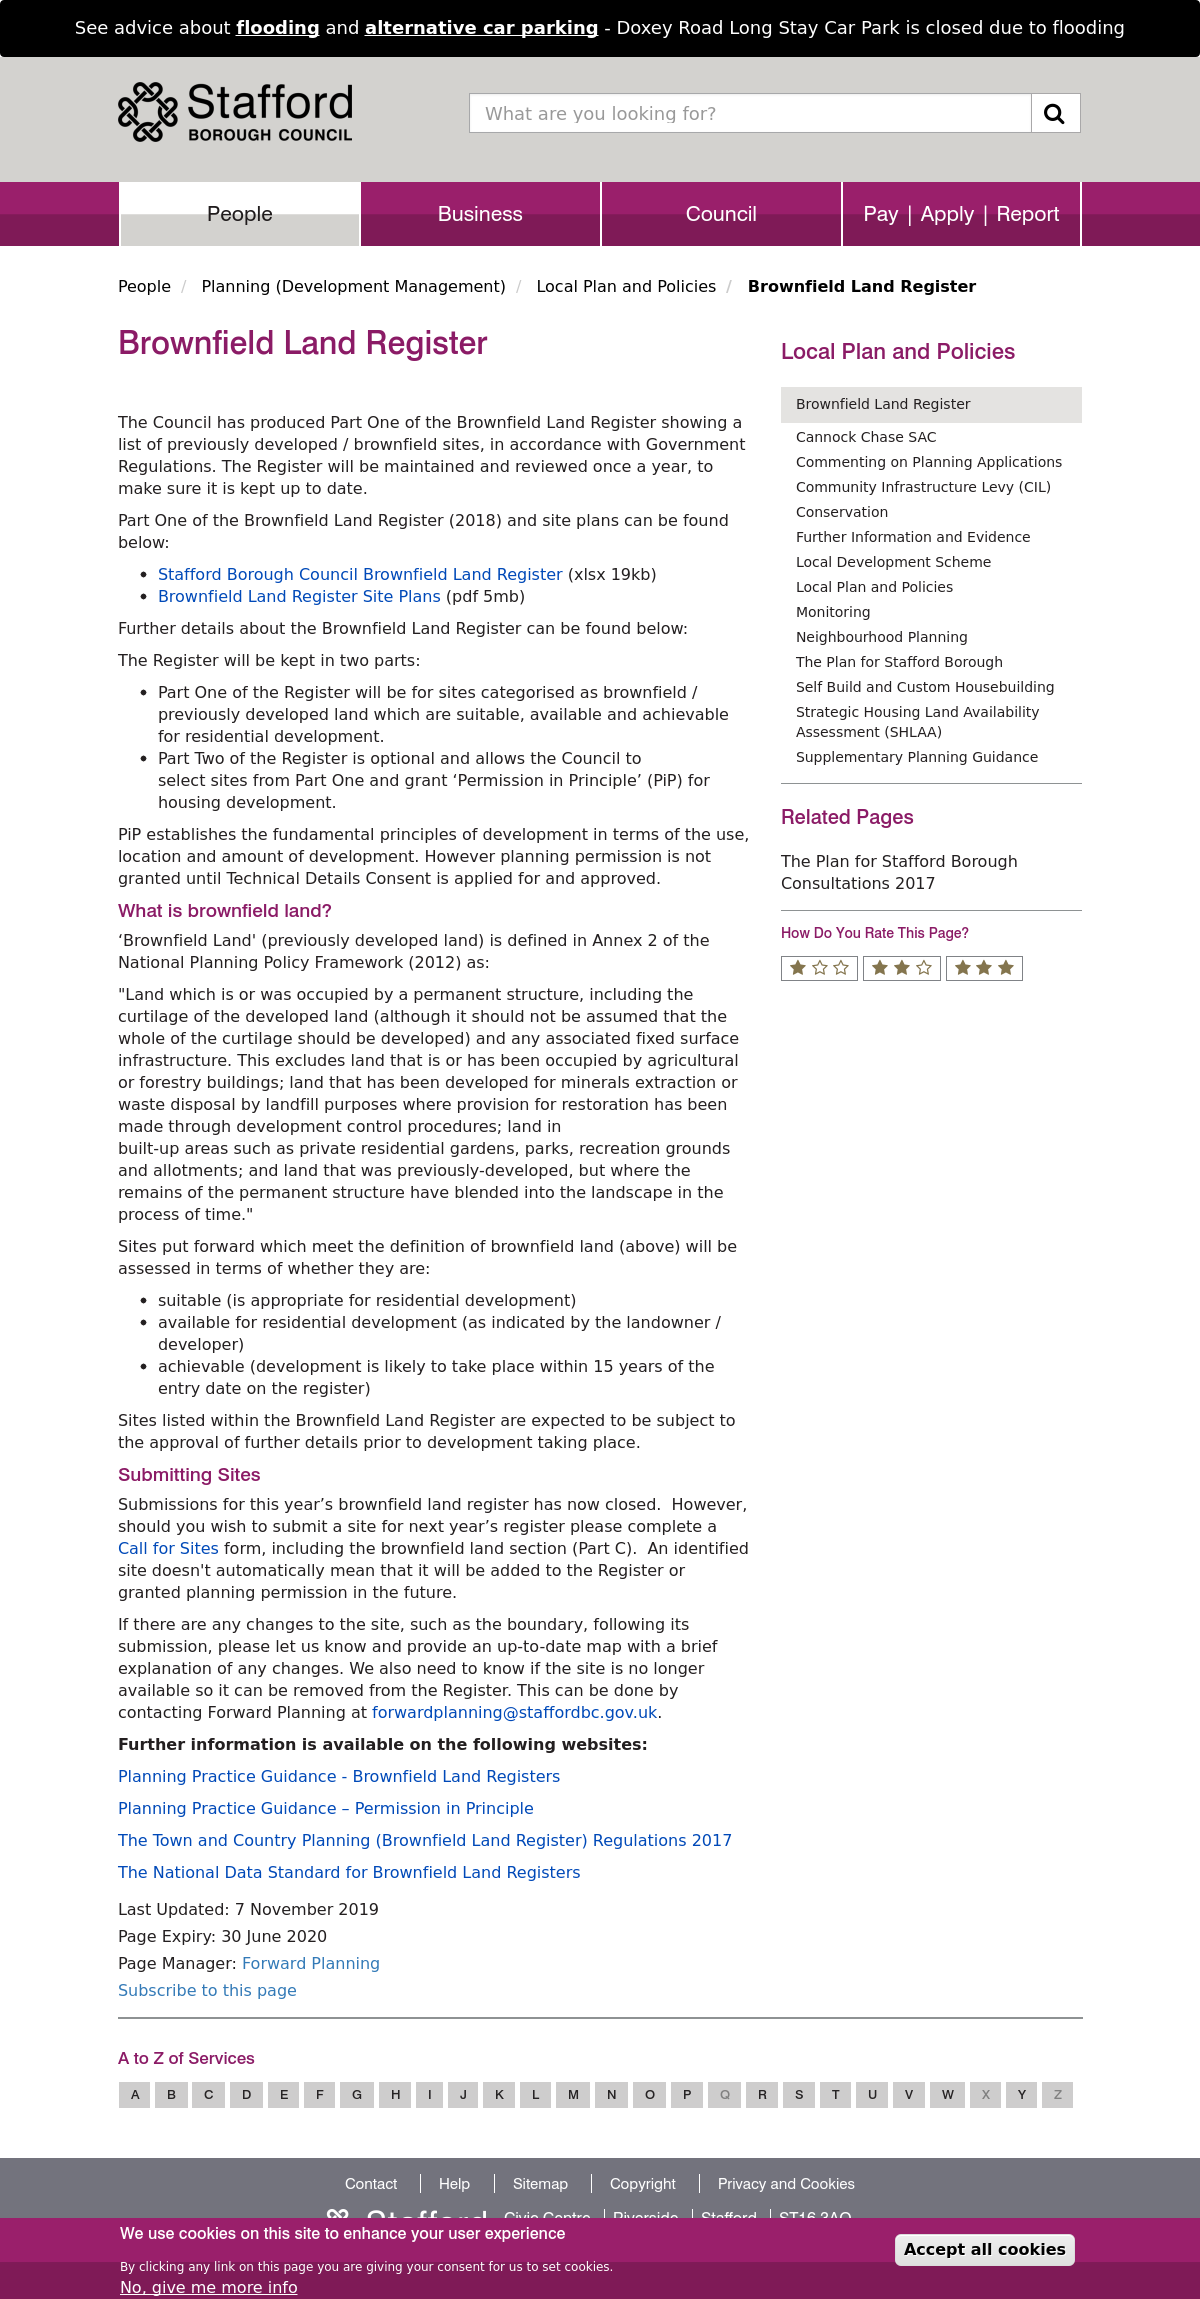 See advice about flooding and alternative car parking - Doxey Road Long Stay Car Park is closed due to flooding
Stafford
BOROUGH COUNCIL
What are you looking for?
People
Business
Council
Pay | Apply | Report
People / Planning (Development Management) / Local Plan and Policies / Brownfield Land Register
Brownfield Land Register
The Council has produced Part One of the Brownfield Land Register showing a
list of previously developed / brownfield sites, in accordance with Government
Regulations. The Register will be maintained and reviewed once a year, to
make sure it is kept up to date.
Part One of the Brownfield Land Register (2018) and site plans can be found
below:
• Stafford Borough Council Brownfield Land Register (xlsx 19kb)
• Brownfield Land Register Site Plans (pdf 5mb)
Further details about the Brownfield Land Register can be found below:
The Register will be kept in two parts:
• Part One of the Register will be for sites categorised as brownfield /
previously developed land which are suitable, available and achievable
for residential development.
• Part Two of the Register is optional and allows the Council to
select sites from Part One and grant ‘Permission in Principle’ (PiP) for
housing development.
PiP establishes the fundamental principles of development in terms of the use,
location and amount of development. However planning permission is not
granted until Technical Details Consent is applied for and approved.
What is brownfield land?
‘Brownfield Land' (previously developed land) is defined in Annex 2 of the
National Planning Policy Framework (2012) as:
"Land which is or was occupied by a permanent structure, including the
curtilage of the developed land (although it should not be assumed that the
whole of the curtilage should be developed) and any associated fixed surface
infrastructure. This excludes land that is or has been occupied by agricultural
or forestry buildings; land that has been developed for minerals extraction or
waste disposal by landfill purposes where provision for restoration has been
made through development control procedures; land in
built-up areas such as private residential gardens, parks, recreation grounds
and allotments; and land that was previously-developed, but where the
remains of the permanent structure have blended into the landscape in the
process of time."
Sites put forward which meet the definition of brownfield land (above) will be
assessed in terms of whether they are:
• suitable (is appropriate for residential development)
• available for residential development (as indicated by the landowner /
developer)
• achievable (development is likely to take place within 15 years of the
entry date on the register)
Sites listed within the Brownfield Land Register are expected to be subject to
the approval of further details prior to development taking place.
Submitting Sites
Submissions for this year’s brownfield land register has now closed.  However,
should you wish to submit a site for next year’s register please complete a
Call for Sites form, including the brownfield land section (Part C).  An identified
site doesn't automatically mean that it will be added to the Register or
granted planning permission in the future.
If there are any changes to the site, such as the boundary, following its
submission, please let us know and provide an up-to-date map with a brief
explanation of any changes. We also need to know if the site is no longer
available so it can be removed from the Register. This can be done by
contacting Forward Planning at forwardplanning@staffordbc.gov.uk.
Further information is available on the following websites:
Planning Practice Guidance - Brownfield Land Registers
Planning Practice Guidance – Permission in Principle
The Town and Country Planning (Brownfield Land Register) Regulations 2017
The National Data Standard for Brownfield Land Registers
Last Updated: 7 November 2019
Page Expiry: 30 June 2020
Page Manager: Forward Planning
Subscribe to this page
Local Plan and Policies
Brownfield Land Register
Cannock Chase SAC
Commenting on Planning Applications
Community Infrastructure Levy (CIL)
Conservation
Further Information and Evidence
Local Development Scheme
Local Plan and Policies
Monitoring
Neighbourhood Planning
The Plan for Stafford Borough
Self Build and Custom Housebuilding
Strategic Housing Land Availability
Assessment (SHLAA)
Supplementary Planning Guidance
Related Pages
The Plan for Stafford Borough
Consultations 2017
How Do You Rate This Page?
A to Z of Services
A B C D E F G H I J K L M N O P Q R S T U V W X Y Z
Contact Help Sitemap Copyright Privacy and Cookies
Stafford Civic Centre Riverside Stafford ST16 3AQ
We use cookies on this site to enhance your user experience
By clicking any link on this page you are giving your consent for us to set cookies.
No, give me more info
Accept all cookies